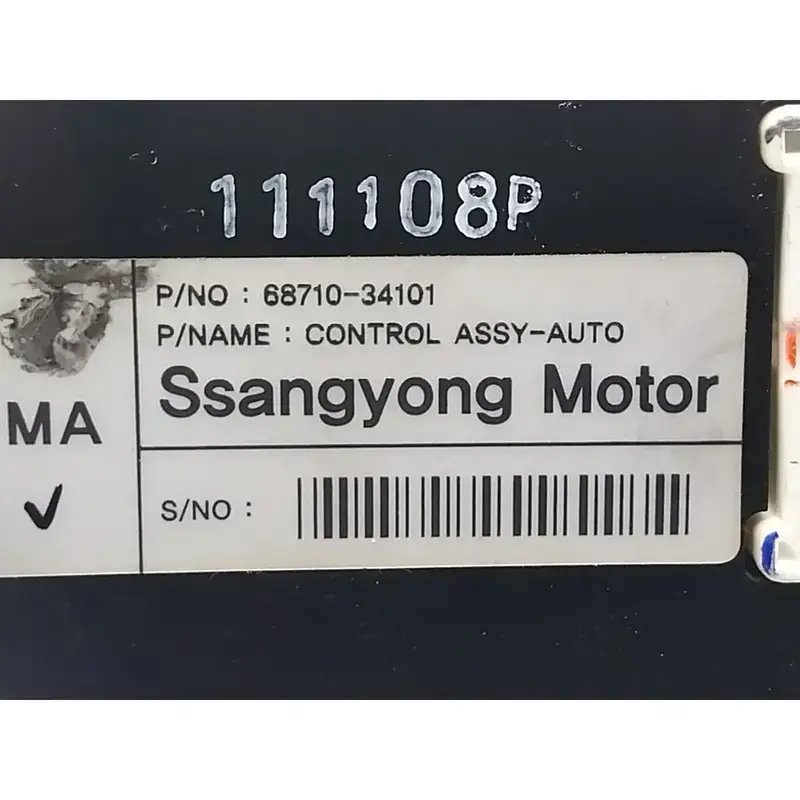 111108P
P/NO : 68710-34101
P/NAME : CONTROL ASSY-AUTO
Ssangyong Motor
MA
S/NO :